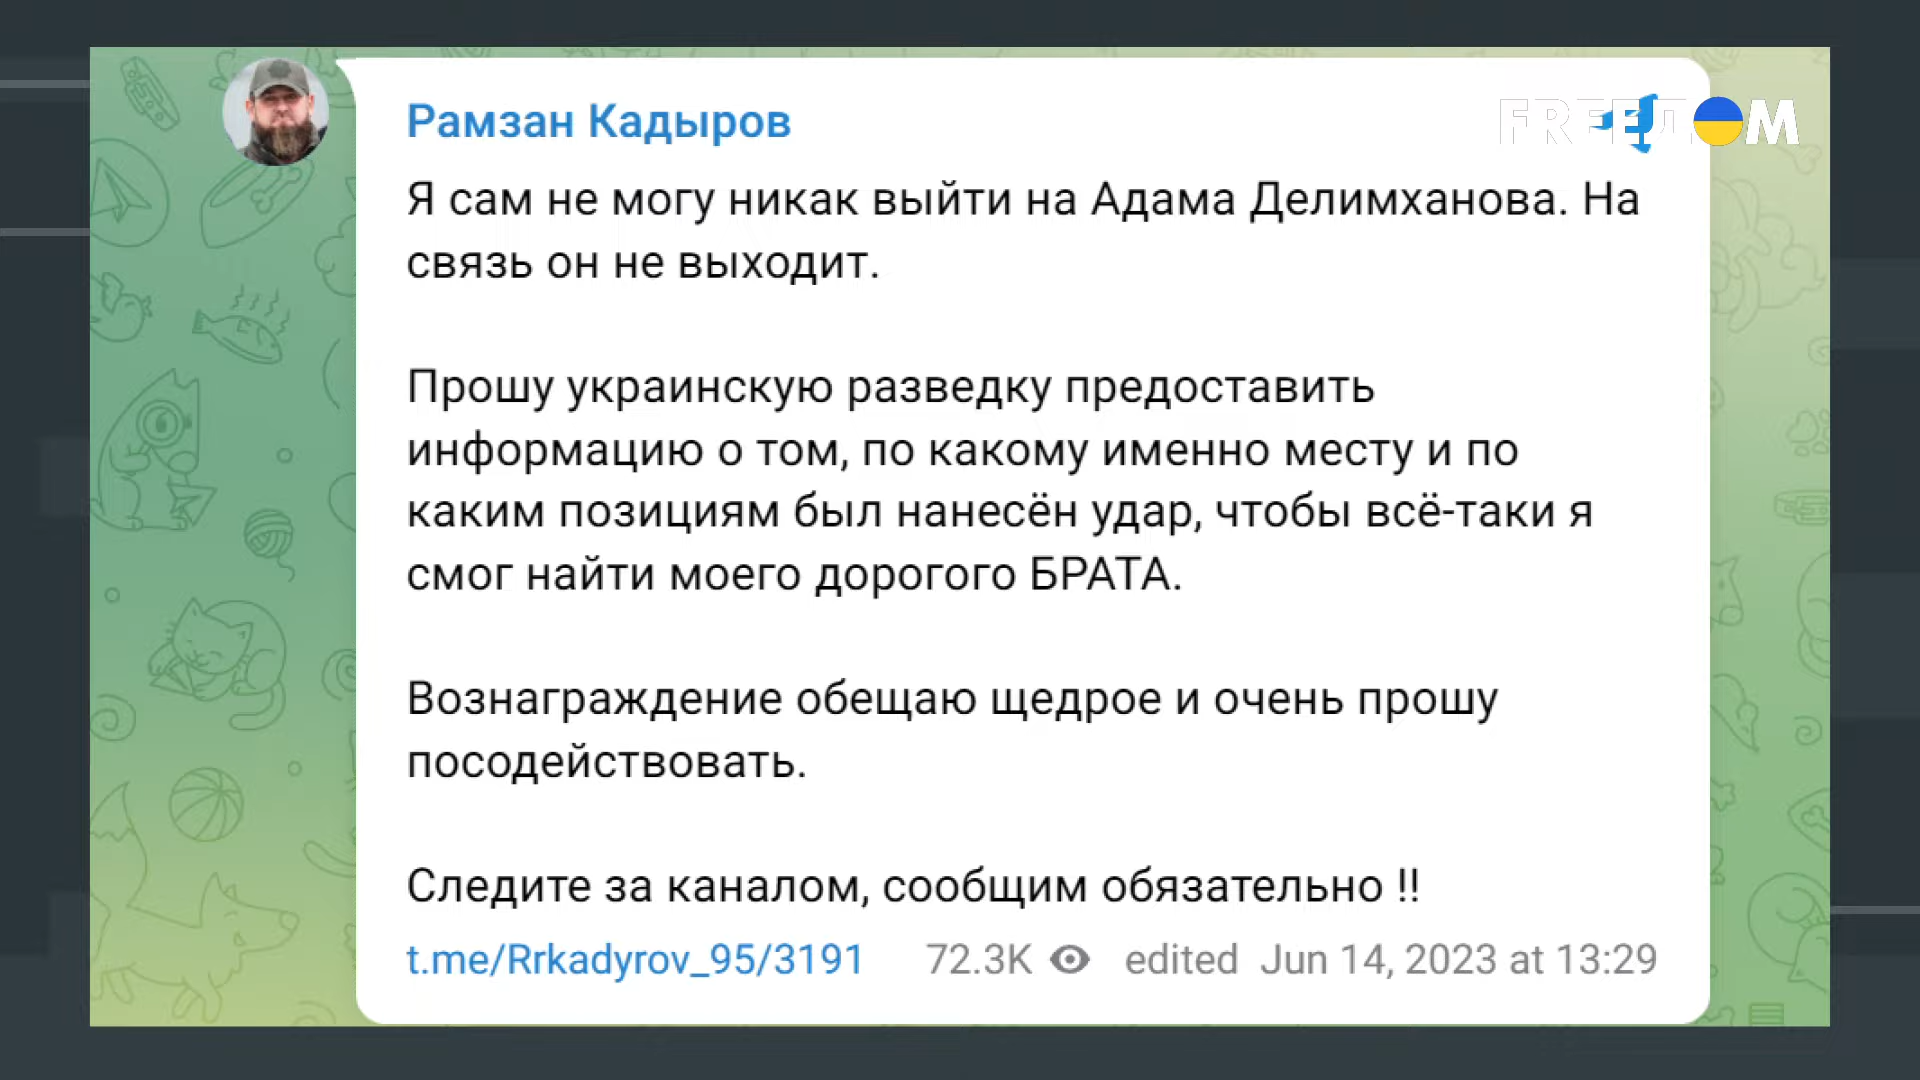 Рамзан Кадыров
FREEДOM
Я сам не могу никак выйти на Адама Делимханова. На
связь он не выходит.
Прошу украинскую разведку предоставить
информацию о том, по какому именно месту и по
каким позициям был нанесён удар, чтобы всё-таки я
смог найти моего дорогого БРАТА.
Вознаграждение обещаю щедрое и очень прошу
посодействовать.
Следите за каналом, сообщим обязательно !!
t.me/Rrkadyrov_95/3191 72.3K edited Jun 14, 2023 at 13:29